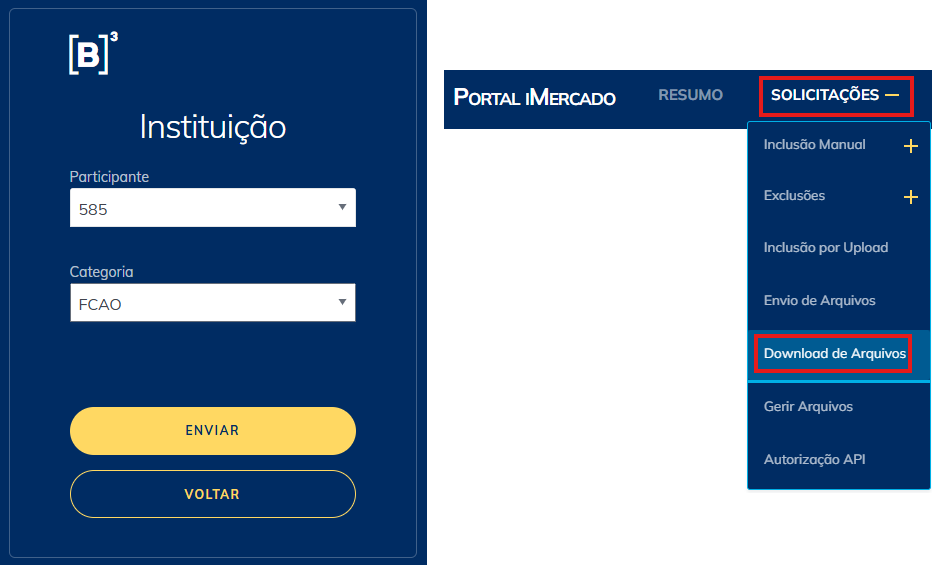 [B]³
Instituição
Participante
585
Categoria
FCAO
ENVIAR
VOLTAR
PORTAL IMERCADO
RESUMO
SOLICITAÇÕES
Inclusão Manual
Exclusões
Inclusão por Upload
Envio de Arquivos
Download de Arquivos
Gerir Arquivos
Autorização API